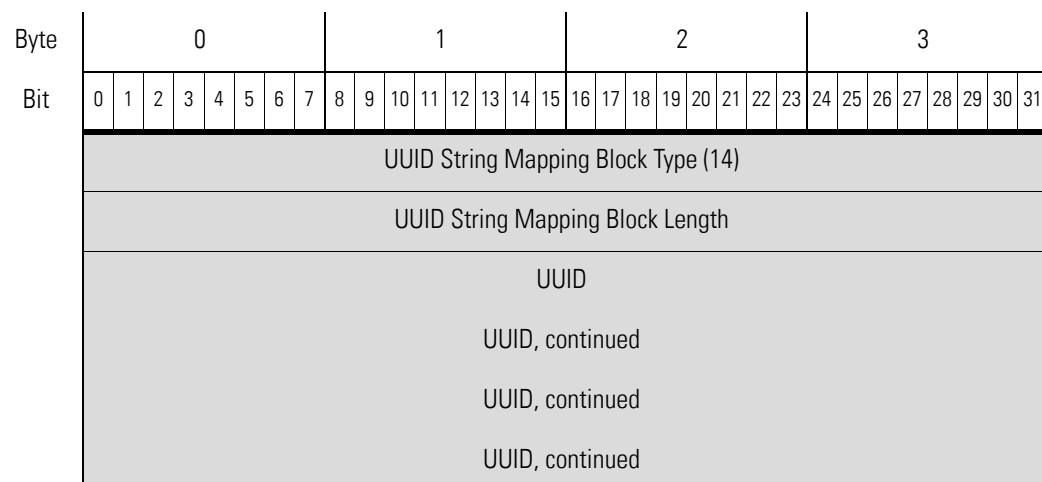 Byte 0 1 2 3
Bit 0 1 2 3 4 5 6 7 8 9 10 11 12 13 14 15 16 17 18 19 20 21 22 23 24 25 26 27 28 29 30 31
UUID String Mapping Block Type (14)
UUID String Mapping Block Length
UUID
UUID, continued
UUID, continued
UUID, continued